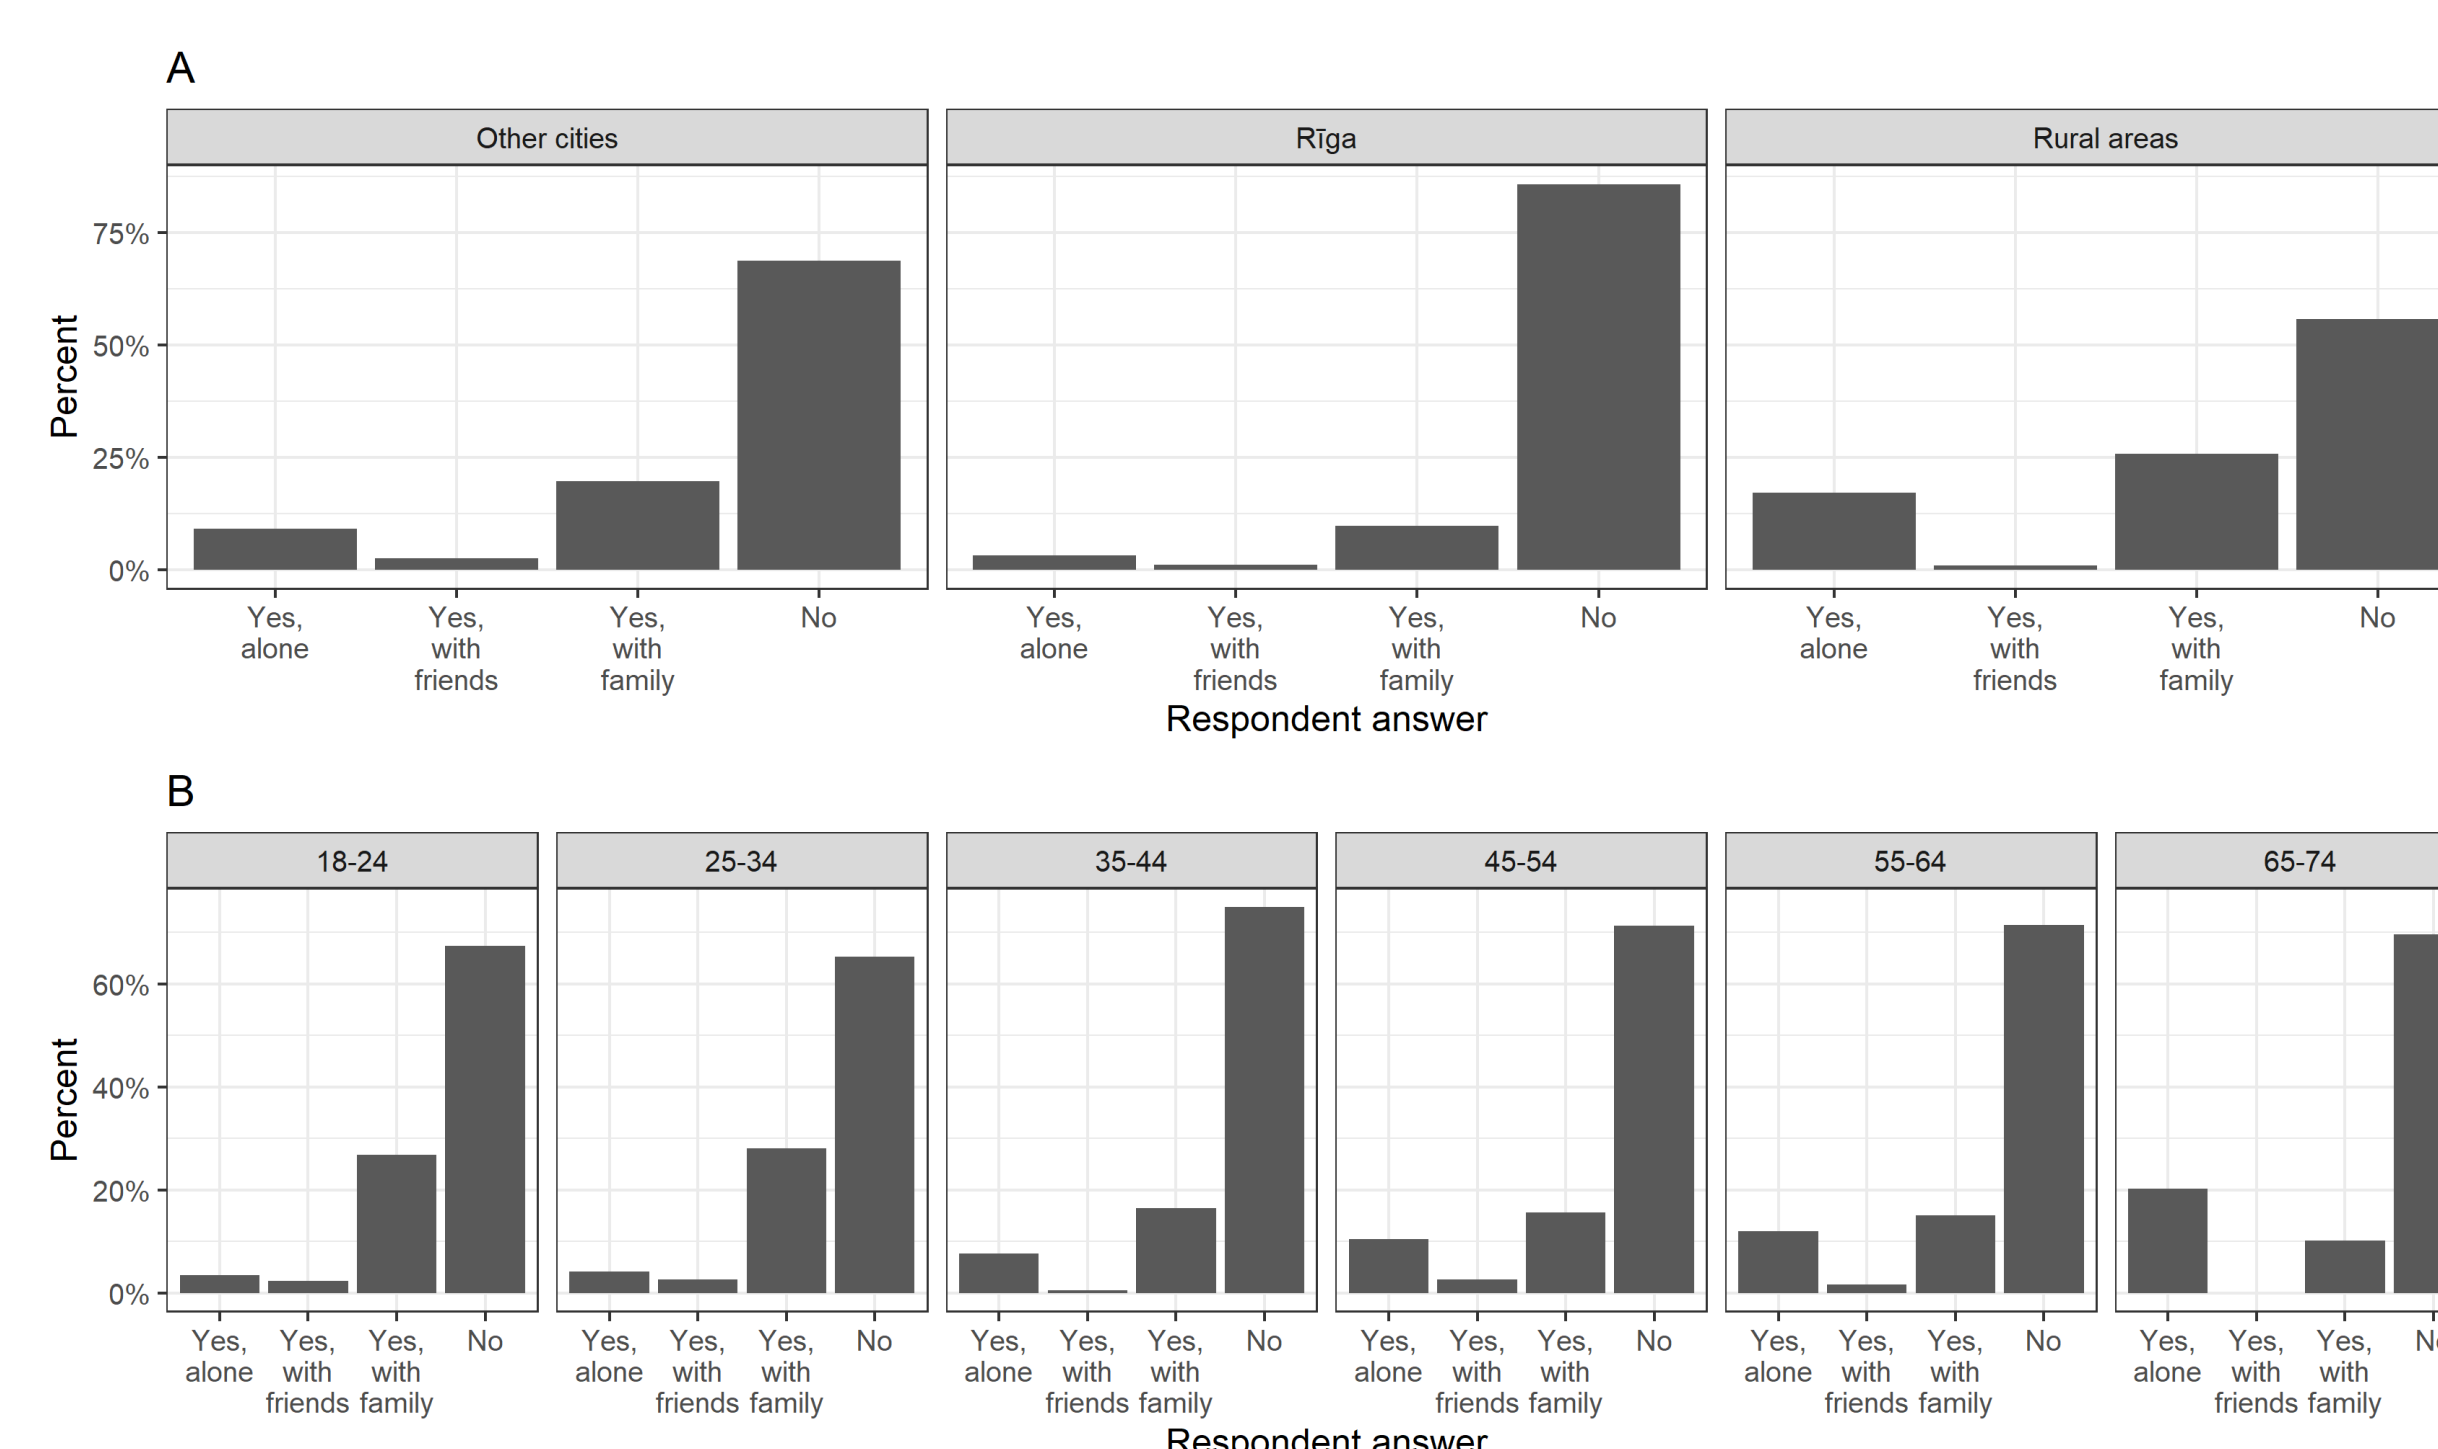 A
Other cities Rīga Rural areas
Percent
75%
50%
25%
0%
Yes, Yes, Yes, No Yes, Yes, Yes, No Yes, Yes, Yes, No
alone with with alone with with alone with with
friends family friends family friends family
Respondent answer
B
18-24 25-34 35-44 45-54 55-64 65-74
Percent
60%
40%
20%
0%
Yes, Yes, Yes, No Yes, Yes, Yes, No Yes, Yes, Yes, No Yes, Yes, Yes, No Yes, Yes, Yes, No Yes, Yes, Yes,
alone with with alone with with alone with with alone with with alone with with alone with with
friends family friends family friends family friends family friends family friends family
Respondent answer